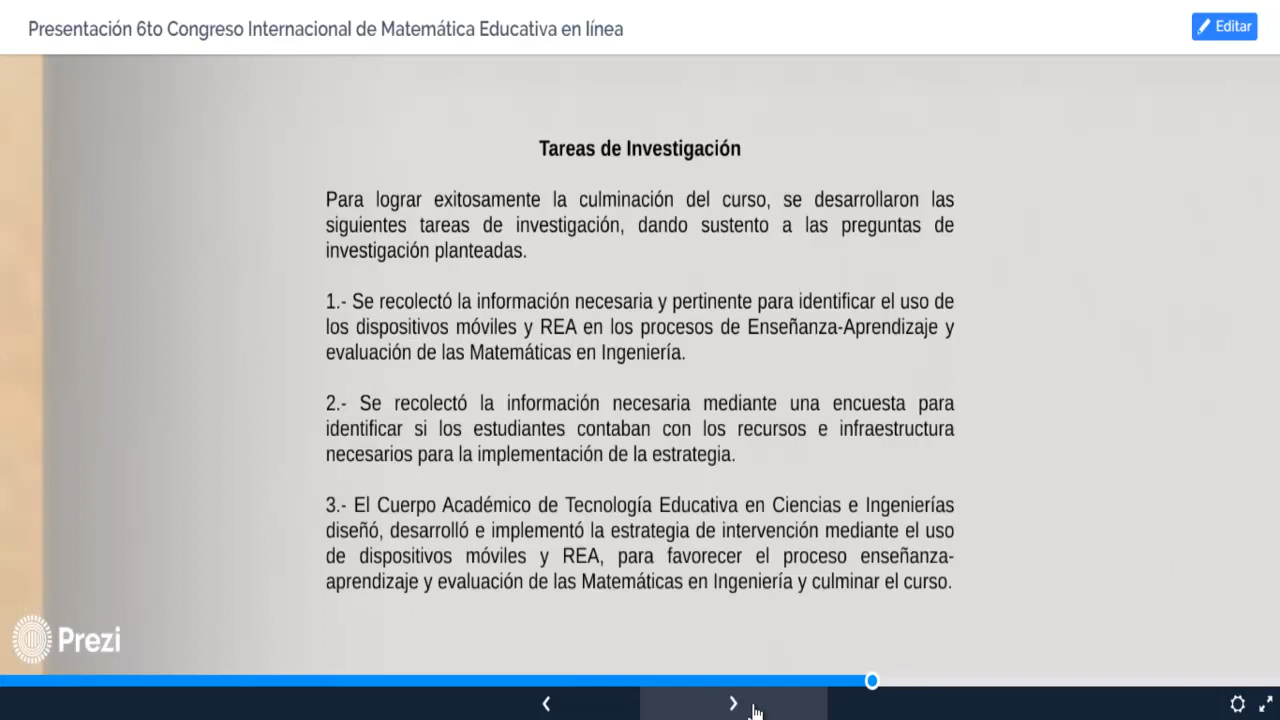 Presentación 6to Congreso Internacional de Matemática Educativa en línea
Editar
Tareas de Investigación
Para lograr exitosamente la culminación del curso, se desarrollaron las
siguientes tareas de investigación, dando sustento a las preguntas de
investigación planteadas.
1.- Se recolectó la información necesaria y pertinente para identificar el uso de
los dispositivos móviles y REA en los procesos de Enseñanza-Aprendizaje y
evaluación de las Matemáticas en Ingeniería.
2.- Se recolectó la información necesaria mediante una encuesta para
identificar si los estudiantes contaban con los recursos e infraestructura
necesarios para la implementación de la estrategia.
3.- El Cuerpo Académico de Tecnología Educativa en Ciencias e Ingenierías
diseñó, desarrolló e implementó la estrategia de intervención mediante el uso
de dispositivos móviles y REA, para favorecer el proceso enseñanza-
aprendizaje y evaluación de las Matemáticas en Ingeniería y culminar el curso.
Prezi